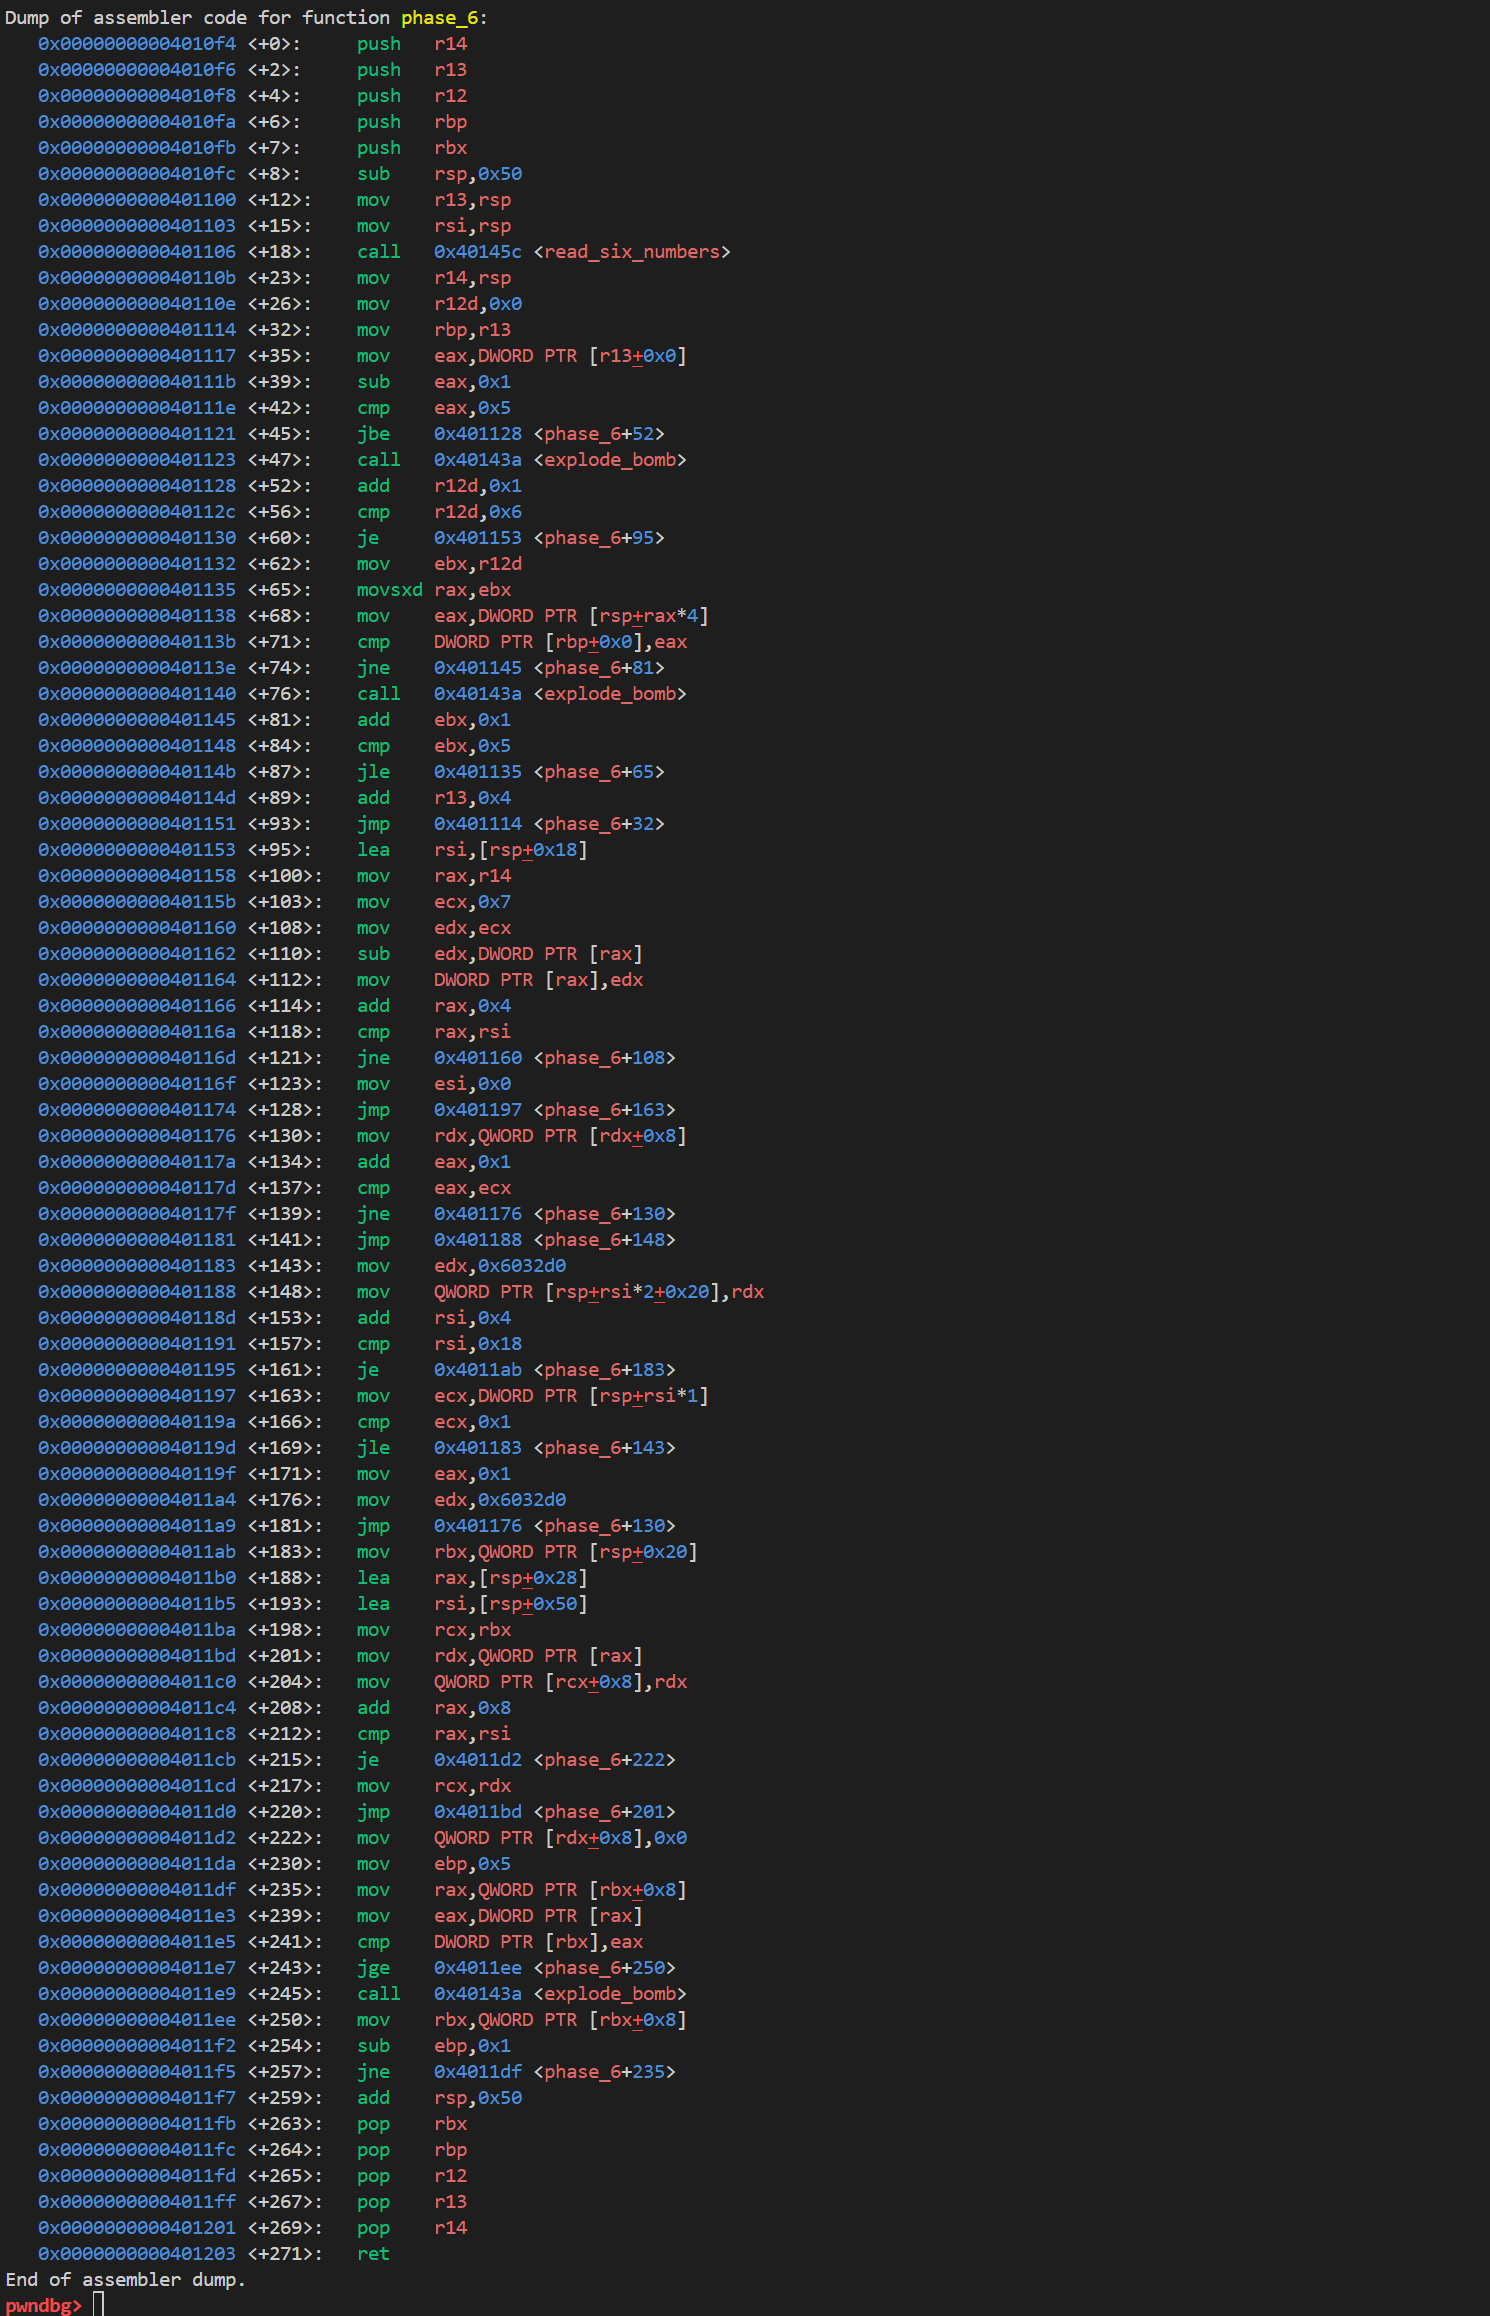 Dump of assembler code for function phase_6:
   0x00000000004010f4 <+0>:     push   r14
   0x00000000004010f6 <+2>:     push   r13
   0x00000000004010f8 <+4>:     push   r12
   0x00000000004010fa <+6>:     push   rbp
   0x00000000004010fb <+7>:     push   rbx
   0x00000000004010fc <+8>:     sub    rsp,0x50
   0x0000000000401100 <+12>:    mov    r13,rsp
   0x0000000000401103 <+15>:    mov    rsi,rsp
   0x0000000000401106 <+18>:    call   0x40145c <read_six_numbers>
   0x000000000040110b <+23>:    mov    r14,rsp
   0x000000000040110e <+26>:    mov    r12d,0x0
   0x0000000000401114 <+32>:    mov    rbp,r13
   0x0000000000401117 <+35>:    mov    eax,DWORD PTR [r13+0x0]
   0x000000000040111b <+39>:    sub    eax,0x1
   0x000000000040111e <+42>:    cmp    eax,0x5
   0x0000000000401121 <+45>:    jbe    0x401128 <phase_6+52>
   0x0000000000401123 <+47>:    call   0x40143a <explode_bomb>
   0x0000000000401128 <+52>:    add    r12d,0x1
   0x000000000040112c <+56>:    cmp    r12d,0x6
   0x0000000000401130 <+60>:    je     0x401153 <phase_6+95>
   0x0000000000401132 <+62>:    mov    ebx,r12d
   0x0000000000401135 <+65>:    movsxd rax,ebx
   0x0000000000401138 <+68>:    mov    eax,DWORD PTR [rsp+rax*4]
   0x000000000040113b <+71>:    cmp    DWORD PTR [rbp+0x0],eax
   0x000000000040113e <+74>:    jne    0x401145 <phase_6+81>
   0x0000000000401140 <+76>:    call   0x40143a <explode_bomb>
   0x0000000000401145 <+81>:    add    ebx,0x1
   0x0000000000401148 <+84>:    cmp    ebx,0x5
   0x000000000040114b <+87>:    jle    0x401135 <phase_6+65>
   0x000000000040114d <+89>:    add    r13,0x4
   0x0000000000401151 <+93>:    jmp    0x401114 <phase_6+32>
   0x0000000000401153 <+95>:    lea    rsi,[rsp+0x18]
   0x0000000000401158 <+100>:   mov    rax,r14
   0x000000000040115b <+103>:   mov    ecx,0x7
   0x0000000000401160 <+108>:   mov    edx,ecx
   0x0000000000401162 <+110>:   sub    edx,DWORD PTR [rax]
   0x0000000000401164 <+112>:   mov    DWORD PTR [rax],edx
   0x0000000000401166 <+114>:   add    rax,0x4
   0x000000000040116a <+118>:   cmp    rax,rsi
   0x000000000040116d <+121>:   jne    0x401160 <phase_6+108>
   0x000000000040116f <+123>:   mov    esi,0x0
   0x0000000000401174 <+128>:   jmp    0x401197 <phase_6+163>
   0x0000000000401176 <+130>:   mov    rdx,QWORD PTR [rdx+0x8]
   0x000000000040117a <+134>:   add    eax,0x1
   0x000000000040117d <+137>:   cmp    eax,ecx
   0x000000000040117f <+139>:   jne    0x401176 <phase_6+130>
   0x0000000000401181 <+141>:   jmp    0x401188 <phase_6+148>
   0x0000000000401183 <+143>:   mov    edx,0x6032d0
   0x0000000000401188 <+148>:   mov    QWORD PTR [rsp+rsi*2+0x20],rdx
   0x000000000040118d <+153>:   add    rsi,0x4
   0x0000000000401191 <+157>:   cmp    rsi,0x18
   0x0000000000401195 <+161>:   je     0x4011ab <phase_6+183>
   0x0000000000401197 <+163>:   mov    ecx,DWORD PTR [rsp+rsi*1]
   0x000000000040119a <+166>:   cmp    ecx,0x1
   0x000000000040119d <+169>:   jle    0x401183 <phase_6+143>
   0x000000000040119f <+171>:   mov    eax,0x1
   0x00000000004011a4 <+176>:   mov    edx,0x6032d0
   0x00000000004011a9 <+181>:   jmp    0x401176 <phase_6+130>
   0x00000000004011ab <+183>:   mov    rbx,QWORD PTR [rsp+0x20]
   0x00000000004011b0 <+188>:   lea    rax,[rsp+0x28]
   0x00000000004011b5 <+193>:   lea    rsi,[rsp+0x50]
   0x00000000004011ba <+198>:   mov    rcx,rbx
   0x00000000004011bd <+201>:   mov    rdx,QWORD PTR [rax]
   0x00000000004011c0 <+204>:   mov    QWORD PTR [rcx+0x8],rdx
   0x00000000004011c4 <+208>:   add    rax,0x8
   0x00000000004011c8 <+212>:   cmp    rax,rsi
   0x00000000004011cb <+215>:   je     0x4011d2 <phase_6+222>
   0x00000000004011cd <+217>:   mov    rcx,rdx
   0x00000000004011d0 <+220>:   jmp    0x4011bd <phase_6+201>
   0x00000000004011d2 <+222>:   mov    QWORD PTR [rdx+0x8],0x0
   0x00000000004011da <+230>:   mov    ebp,0x5
   0x00000000004011df <+235>:   mov    rax,QWORD PTR [rbx+0x8]
   0x00000000004011e3 <+239>:   mov    eax,DWORD PTR [rax]
   0x00000000004011e5 <+241>:   cmp    DWORD PTR [rbx],eax
   0x00000000004011e7 <+243>:   jge    0x4011ee <phase_6+250>
   0x00000000004011e9 <+245>:   call   0x40143a <explode_bomb>
   0x00000000004011ee <+250>:   mov    rbx,QWORD PTR [rbx+0x8]
   0x00000000004011f2 <+254>:   sub    ebp,0x1
   0x00000000004011f5 <+257>:   jne    0x4011df <phase_6+235>
   0x00000000004011f7 <+259>:   add    rsp,0x50
   0x00000000004011fb <+263>:   pop    rbx
   0x00000000004011fc <+264>:   pop    rbp
   0x00000000004011fd <+265>:   pop    r12
   0x00000000004011ff <+267>:   pop    r13
   0x0000000000401201 <+269>:   pop    r14
   0x0000000000401203 <+271>:   ret
End of assembler dump.
pwndbg>